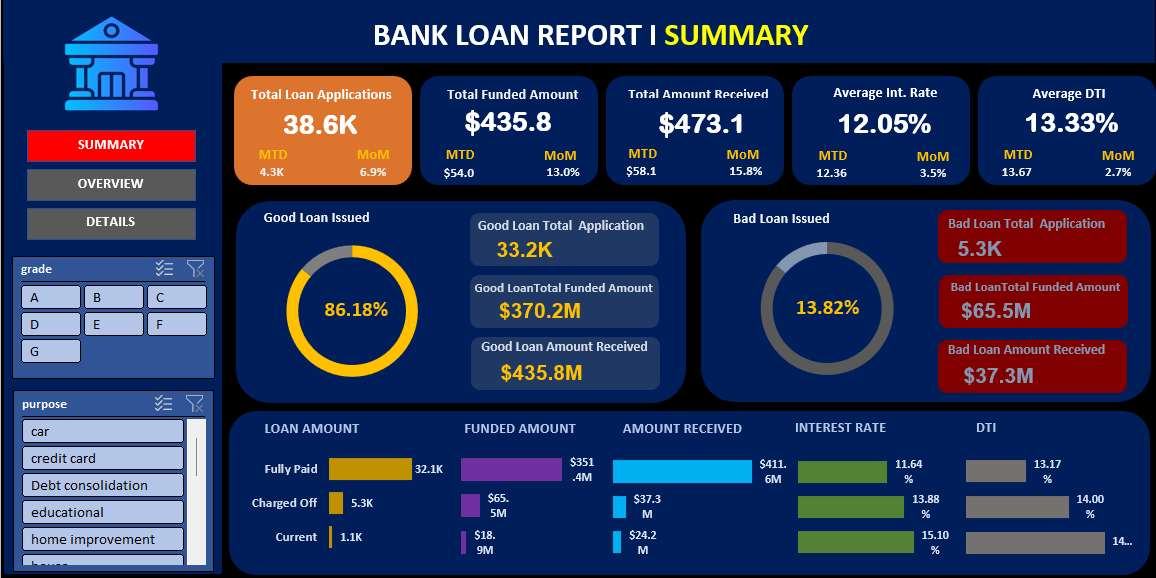 BANK LOAN REPORT I SUMMARY
SUMMARY
OVERVIEW
DETAILS
grade
A
B
C
D
E
F
G
purpose
car
credit card
Debt consolidation
educational
home improvement
house
Total Loan Applications
38.6K
MTD
MoM
4.3K
6.9%
Total Funded Amount
$435.8
MTD
MoM
$54.0
13.0%
Total Amount Received
$473.1
MTD
MoM
$58.1
15.8%
Average Int. Rate
12.05%
MTD
MoM
12.36
3.5%
Average DTI
13.33%
MTD
MoM
13.67
2.7%
Good Loan Issued
86.18%
Good Loan Total  Application
33.2K
Good LoanTotal Funded Amount
$370.2M
Good Loan Amount Received
$435.8M
Bad Loan Issued
13.82%
Bad Loan Total  Application
5.3K
Bad LoanTotal Funded Amount
$65.5M
Bad Loan Amount Received
$37.3M
LOAN AMOUNT
Fully Paid
32.1K
Charged Off
5.3K
Current
1.1K
FUNDED AMOUNT
$351
.4M
$65.
5M
$18.
9M
AMOUNT RECEIVED
$411.
6M
$37.3
M
$24.2
M
INTEREST RATE
11.64
%
13.88
%
15.10
%
DTI
13.17
%
14.00
%
14...